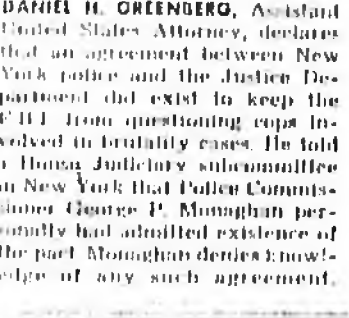 DANIEL H. GREENBERG, Assistant
United States Attorney, declares
that an agreement between New
York police and the Justice De-
partment did exist to keep the
FBI from questioning cops in-
volved in brutality cases. He told
a House Judiciary subcommittee
in New York that Police Commis-
sioner George P. Monaghan per-
sonally had admitted existence of
the pact. Monaghan denies knowl-
edge of any such agreement.